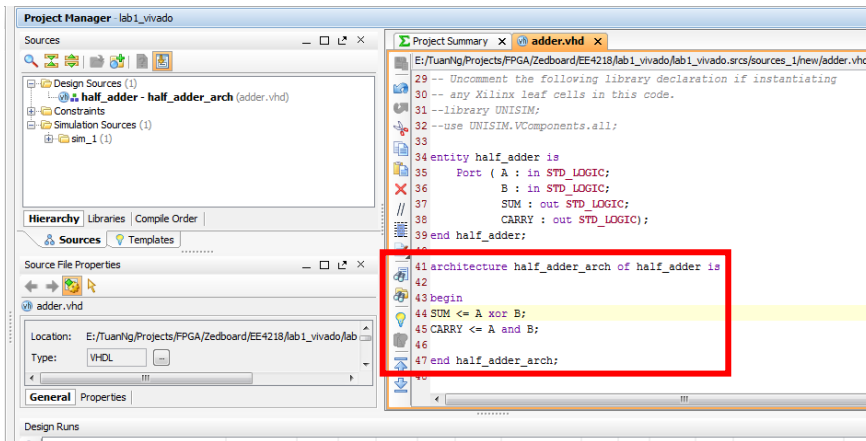 Project Manager - lab1_vivado
Sources
Design Sources (1)
half_adder - half_adder_arch (adder.vhd)
Constraints
Simulation Sources (1)
sim_1 (1)
Hierarchy Libraries Compile Order
Sources Templates
Source File Properties
adder.vhd
Location: E:/TuanNg/Projects/FPGA/Zedboard/EE4218/lab1_vivado/lab
Type: VHDL
General Properties
Design Runs
Project Summary adder.vhd
E:/TuanNg/Projects/FPGA/Zedboard/EE4218/lab1_vivado/lab1_vivado.srcs/sources_1/new/adder.vhd
29 -- Uncomment the following library declaration if instantiating
30 -- any Xilinx leaf cells in this code.
31 --library UNISIM;
32 --use UNISIM.VComponents.all;
33
34 entity half_adder is
35 Port ( A : in STD_LOGIC;
36 B : in STD_LOGIC;
37 SUM : out STD_LOGIC;
38 CARRY : out STD_LOGIC);
39 end half_adder;
41 architecture half_adder_arch of half_adder is
42
43 begin
44 SUM <= A xor B;
45 CARRY <= A and B;
46
47 end half_adder_arch;